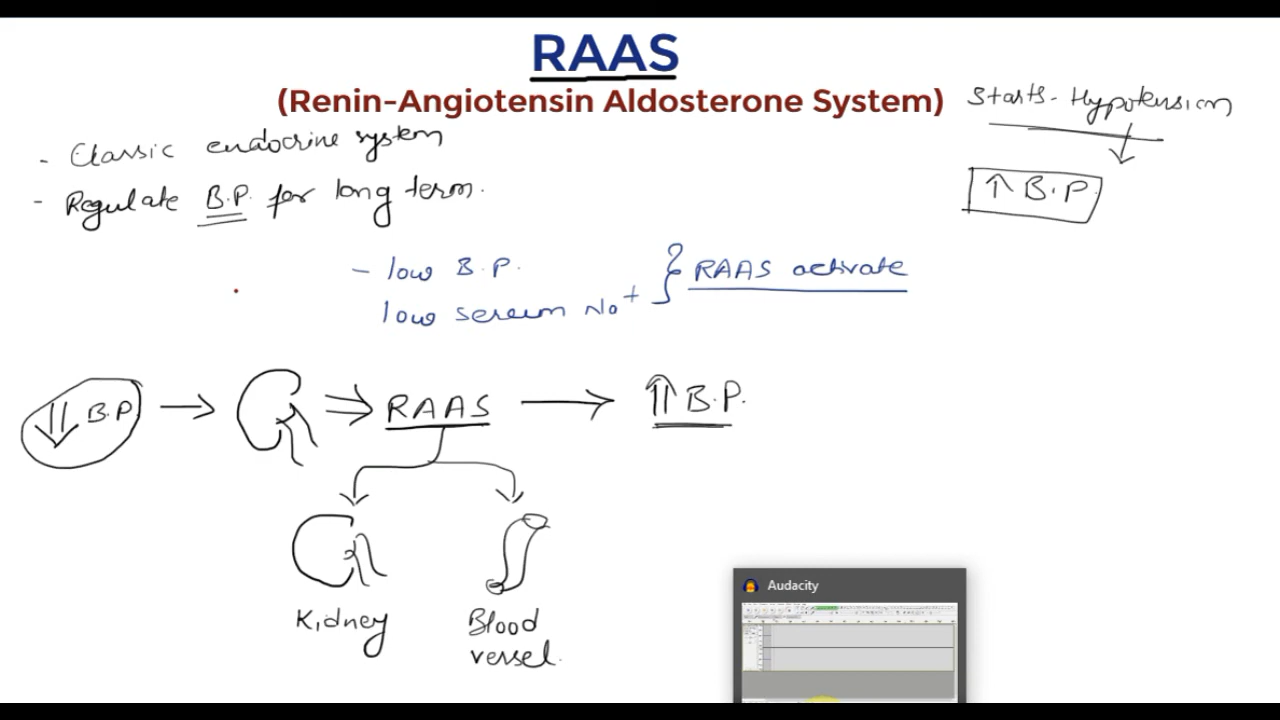 RAAS
(Renin-Angiotensin Aldosterone System)
Starts - Hypotension
↑ B.P
- Classic endocrine system
- Regulate B.P. for long term.
- low B.P.
low sereum Na+ } RAAS activate
↓ B.P → ⇒ RAAS → ⇑ B.P.
Kidney
Blood
vessel.
Audacity